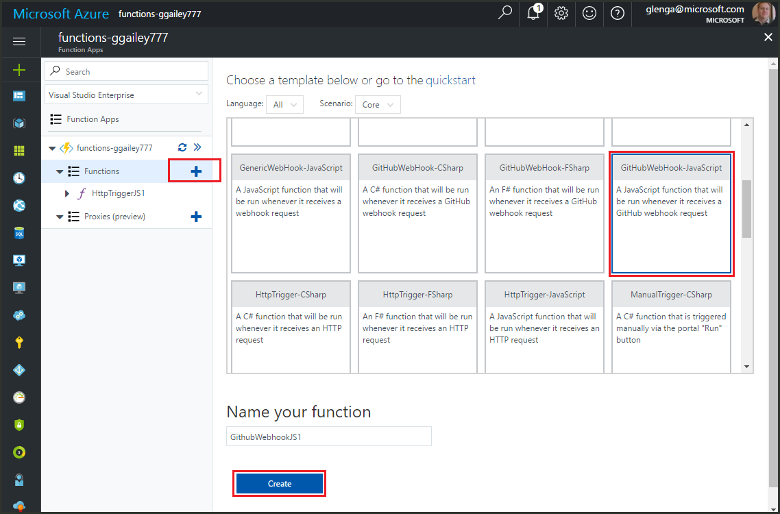 Microsoft Azure functions-ggailey777
1
glenga@microsoft.com
MICROSOFT
functions-ggailey777
Function Apps
Search
Visual Studio Enterprise
Function Apps
functions-ggailey777
Functions
HttpTriggerJS1
Proxies (preview)
Choose a template below or go to the quickstart
Language: All Scenario: Core
GenericWebHook-JavaScript
A JavaScript function that will
be run whenever it receives a
webhook request
GitHubWebHook-CSharp
A C# function that will be run
whenever it receives a GitHub
webhook request
GitHubWebHook-FSharp
An F# function that will be run
whenever it receives a GitHub
webhook request
GitHubWebHook-JavaScript
A JavaScript function that will
be run whenever it receives a
GitHub webhook request
HttpTrigger-CSharp
A C# function that will be run
whenever it receives an HTTP
request
HttpTrigger-FSharp
An F# function that will be run
whenever it receives an HTTP
request
HttpTrigger-JavaScript
A JavaScript function that will
be run whenever it receives an
HTTP request
ManualTrigger-CSharp
A C# function that is triggered
manually via the portal "Run"
button
Name your function
GithubWebhookJS1
Create